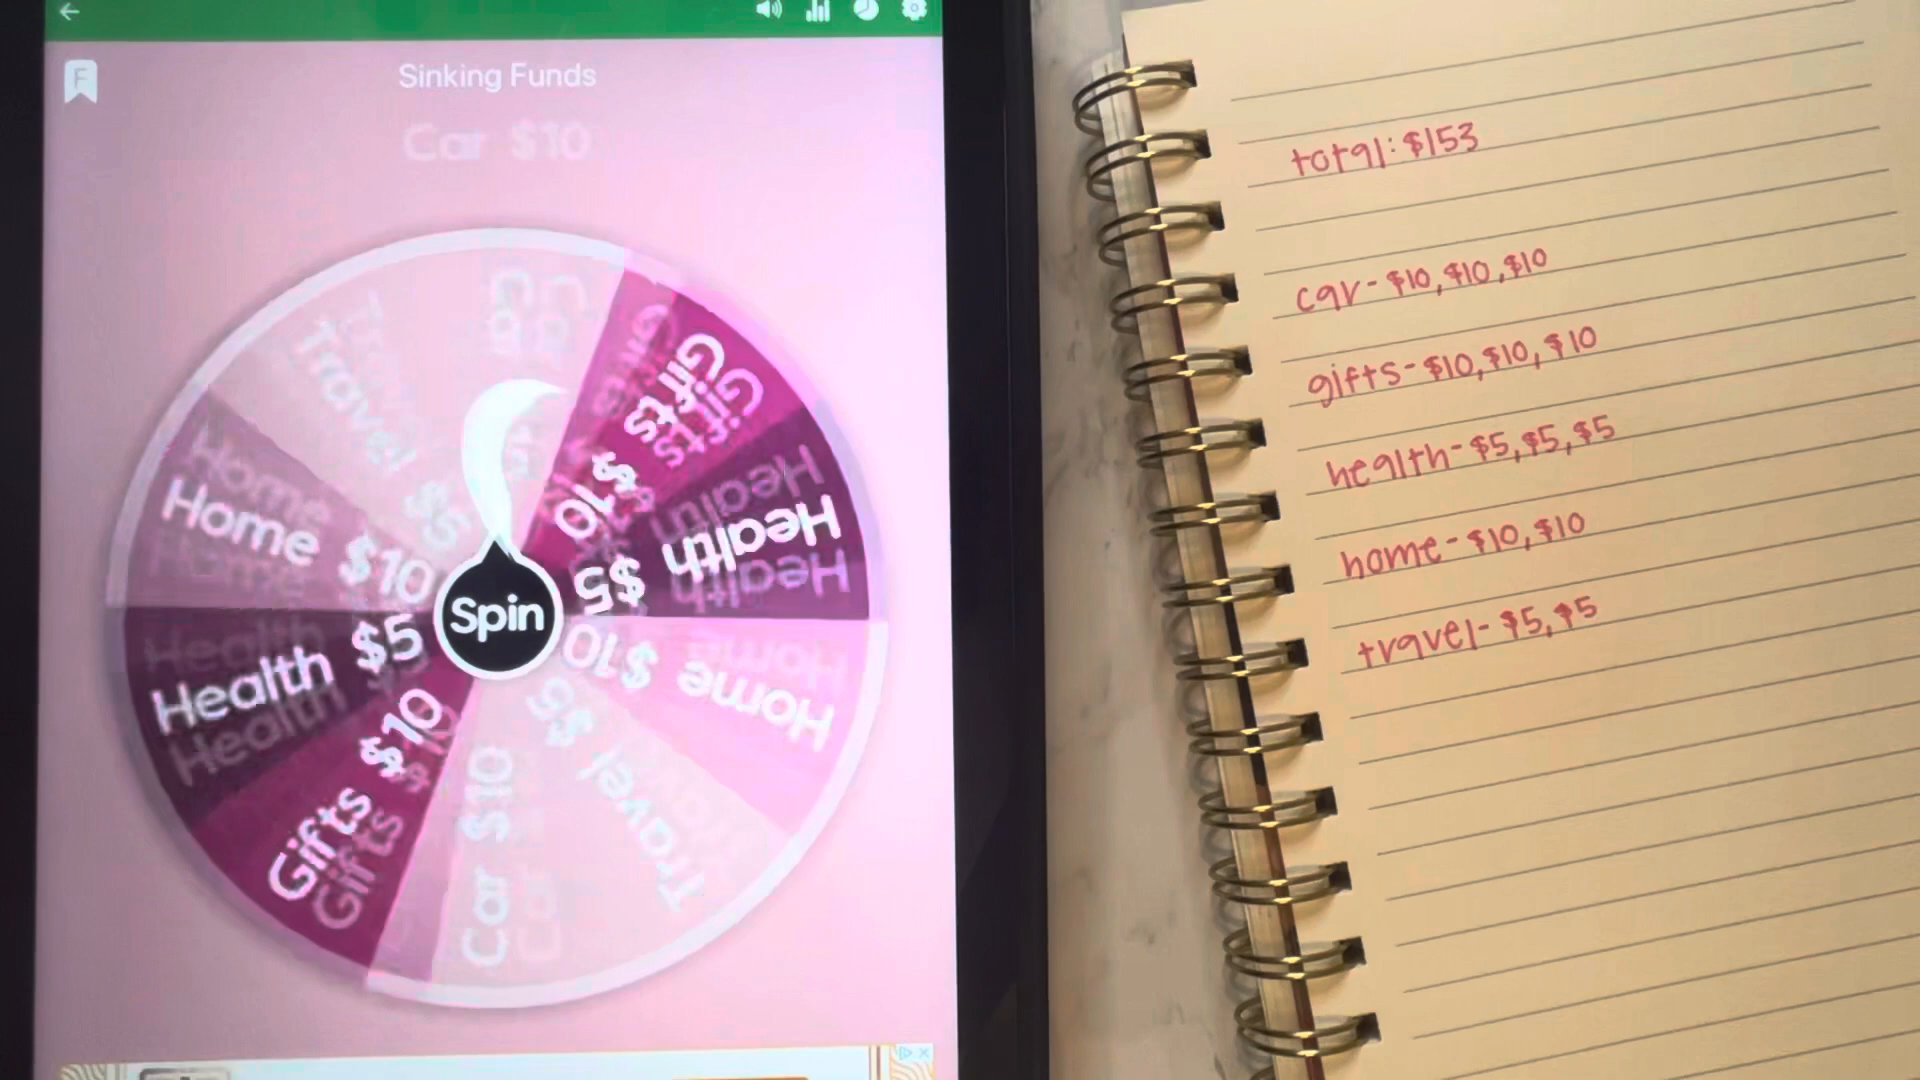 Sinking Funds
Car $10
Gifts $10
Health $5
Home $10
Travel $5
Car $10
Gifts $10
Health $5
Home $10
Travel $5
Spin
total: $153
car - $10, $10, $10
gifts - $10, $10, $10
health - $5, $5, $5
home - $10, $10
travel - $5, $5